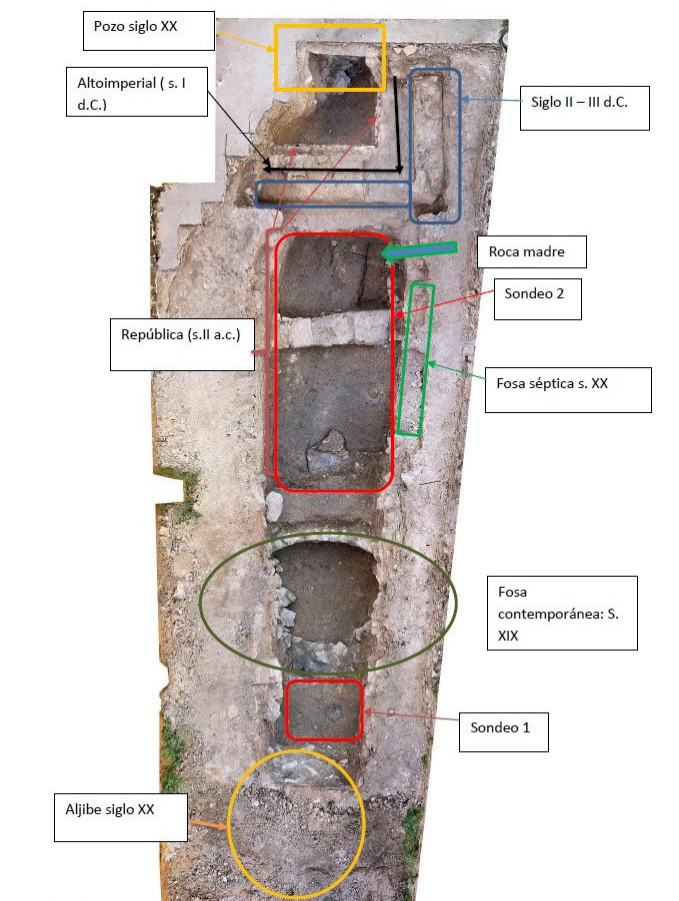 Pozo siglo XX
Altoimperial ( s. I
d.C.)
Siglo II – III d.C.
Roca madre
Sondeo 2
República (s.II a.c.)
Fosa séptica s. XX
Fosa
contemporánea: S.
XIX
Sondeo 1
Aljibe siglo XX